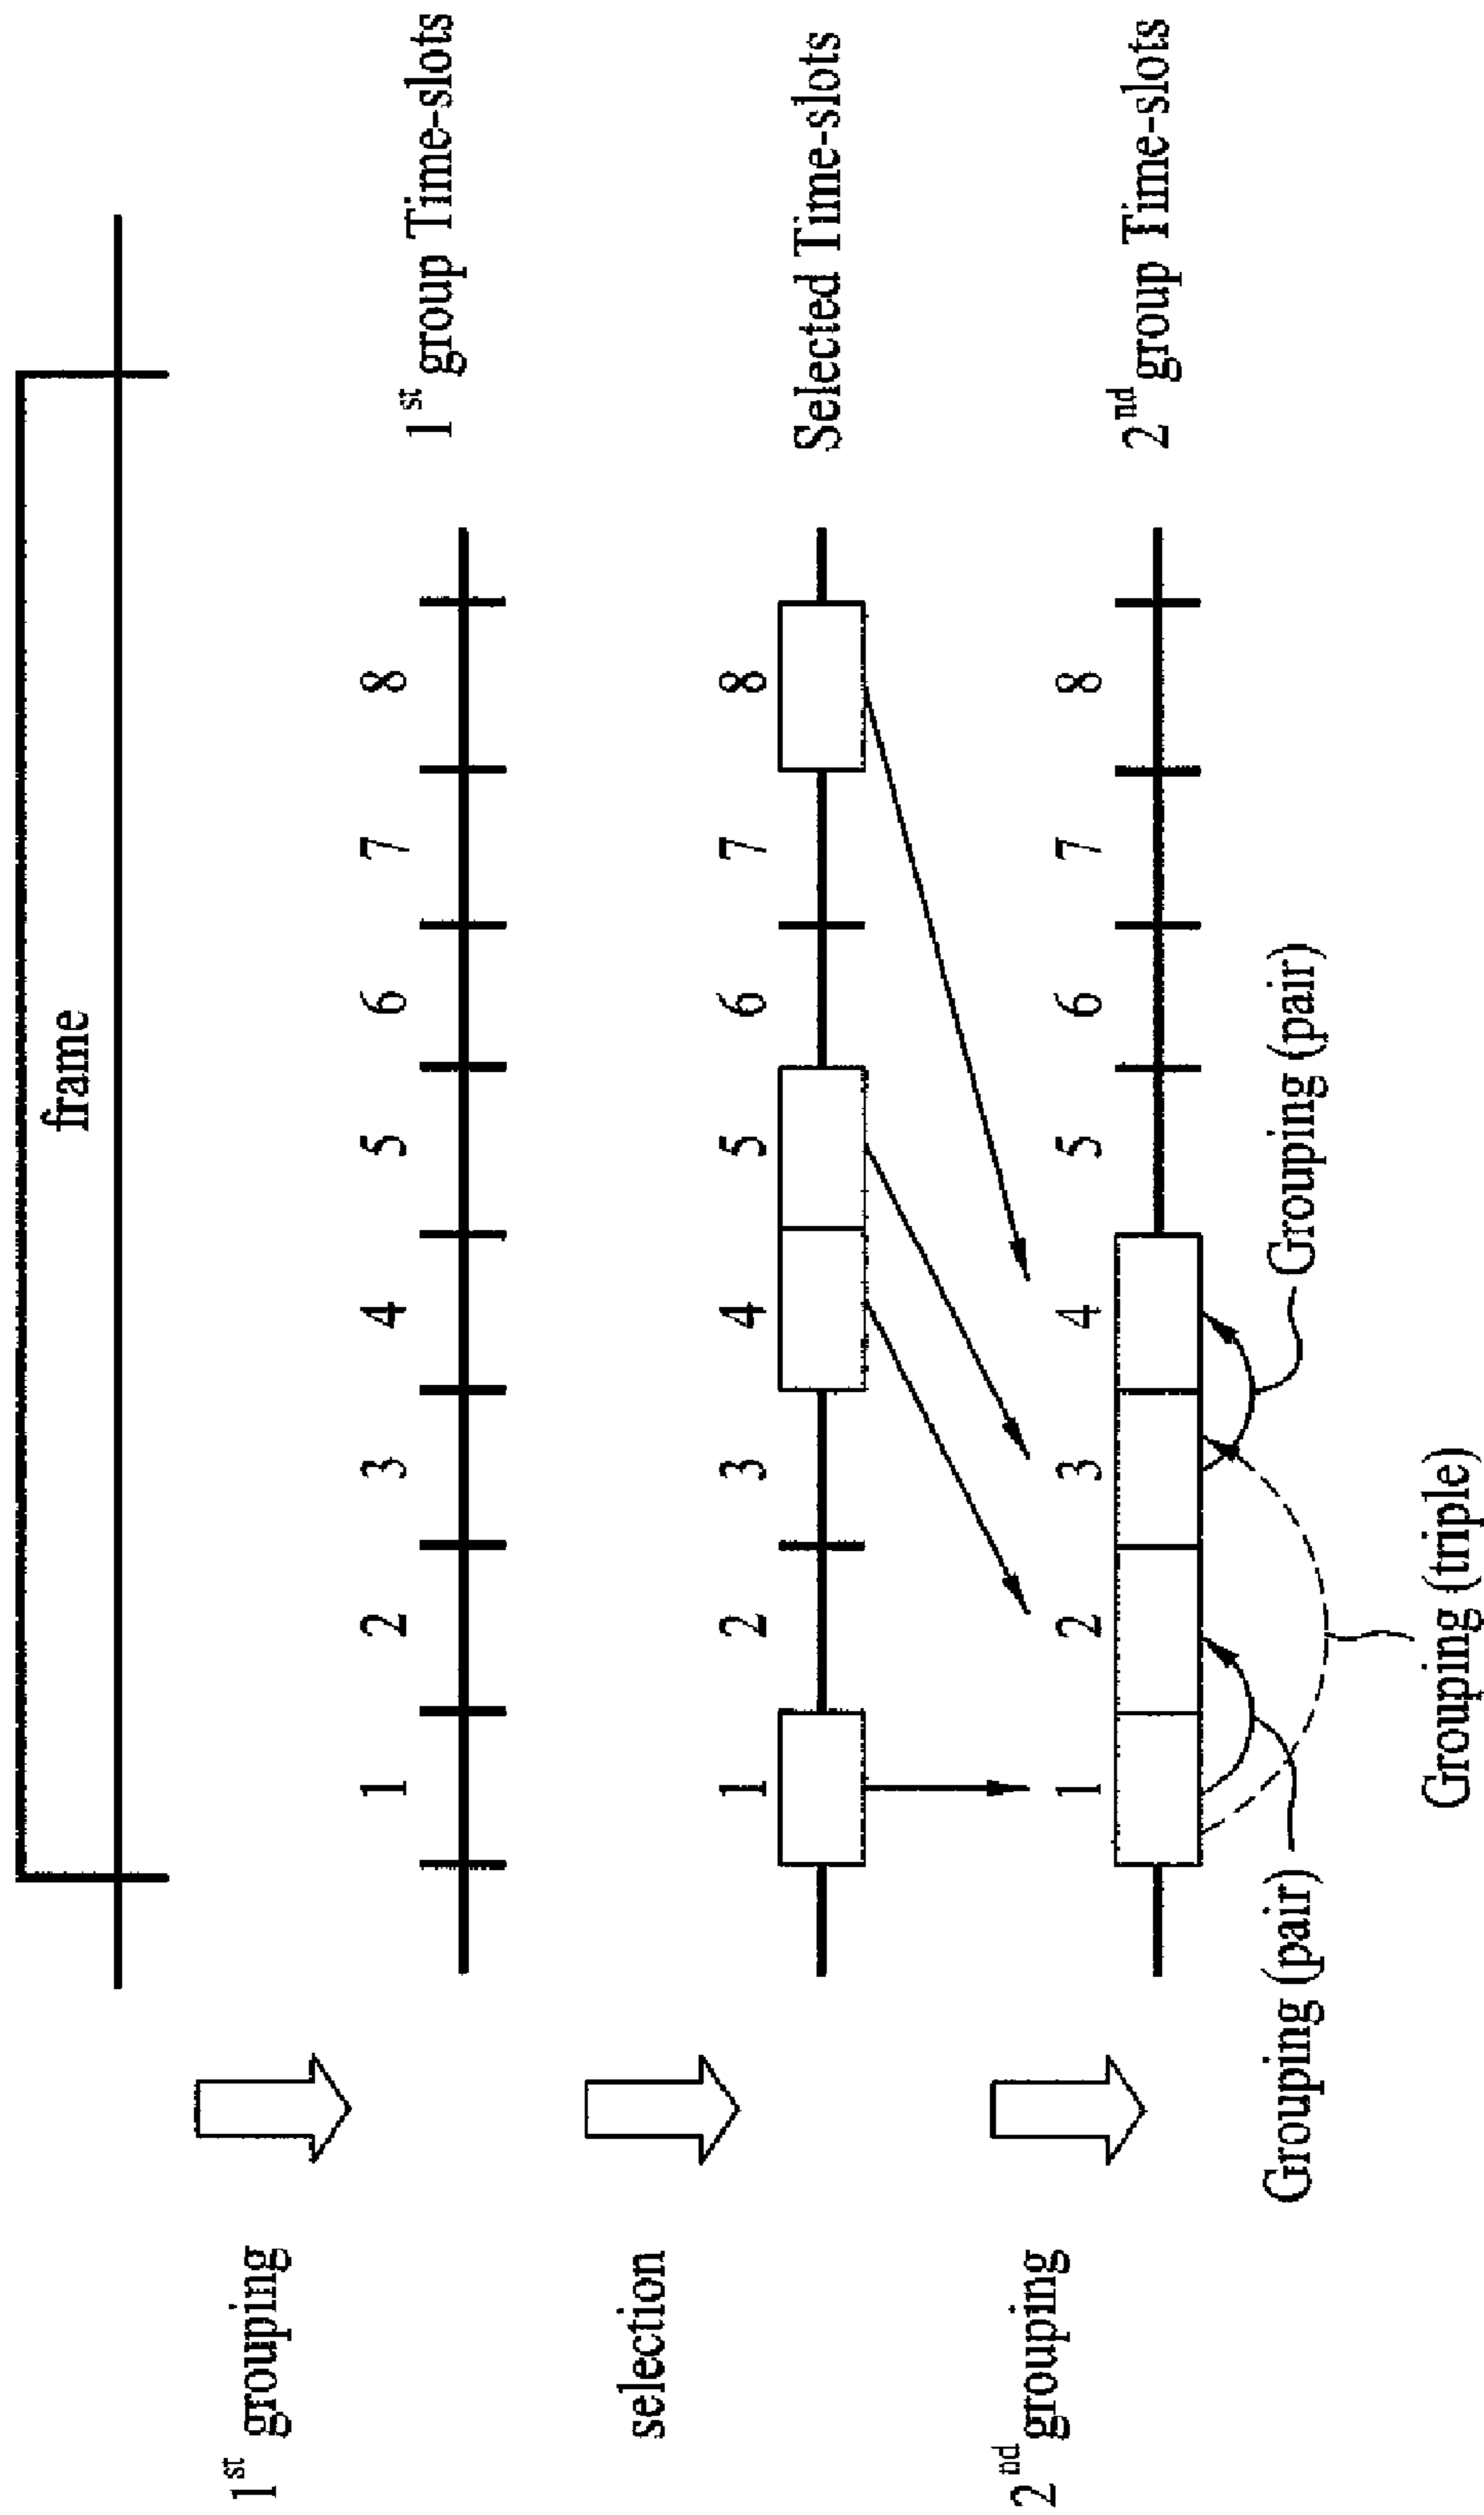 frame
1st grouping
1 2 3 4 5 6 7 8
1st group Time-slots
selection
1 2 3 4 5 6 7 8
Selected Time-slots
2nd grouping
1 2 3 4 5 6 7 8
2nd group Time-slots
Grouping (pair)
Grouping (pair)
Grouping (triple)